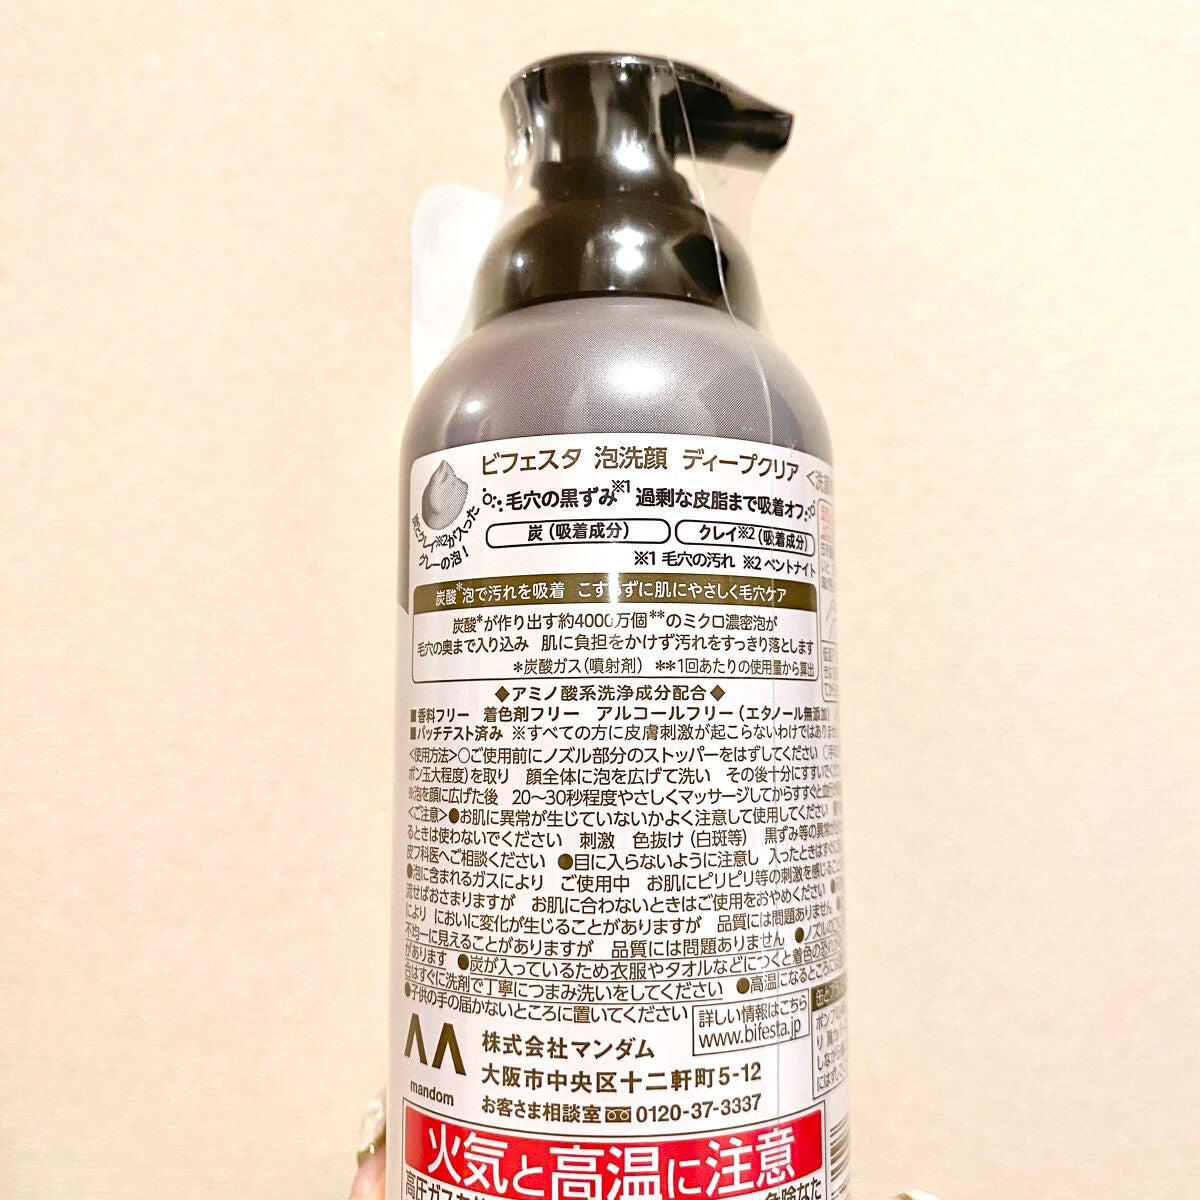 ビフェスタ 泡洗顔 ディープクリア <洗顔
毛穴の黒ずみ※1 過剰な皮脂まで吸着オフ
炭とクレイ※2が入った
グレーの泡！
炭（吸着成分） クレイ※2（吸着成分）
※1 毛穴の汚れ ※2 ベントナイト
炭酸*泡で汚れを吸着 こすらずに肌にやさしく毛穴ケア
炭酸*が作り出す約4000万個**のミクロ濃密泡が
毛穴の奥まで入り込み 肌に負担をかけず汚れをすっきり落とします
*炭酸ガス（噴射剤） **1回あたりの使用量から算出
◆アミノ酸系洗浄成分配合◆
■香料フリー 着色剤フリー アルコールフリー（エタノール無添加）
■パッチテスト済み ※すべての方に皮膚刺激が起こらないわけではありません
<使用方法>○ご使用前にノズル部分のストッパーをはずしてください ○手の
ポン玉大程度）を取り 顔全体に泡を広げて洗い その後十分にすすいでくだ
※泡を顔に広げた後 20〜30秒程度やさしくマッサージしてからすすぐと
<ご注意>●お肌に異常が生じていないかよく注意して使用してください
るときは使わないでください 刺激 色抜け（白斑等） 黒ずみ等の異常が
皮フ科医へご相談ください ●目に入らないように注意し 入ったときはすぐに
●泡に含まれるガスにより ご使用中 お肌にピリピリ等の刺激を感じること
流せばおさまりますが お肌に合わないときはご使用をおやめください
により においに変化が生じることがありますが 品質には問題ありません
不均一に見えることがありますが 品質には問題ありません ●ノズルの
があります ●炭が入っているため衣服やタオルなどにつくと着色の恐れが
合はすぐに洗剤で丁寧につまみ洗いをしてください ●高温になるところに
●子供の手の届かないところに置いてください
詳しい情報はこちら
www.bifesta.jp
mandom
株式会社マンダム
大阪市中央区十二軒町5-12
お客さま相談室 0120-37-3337
火気と高温に注意